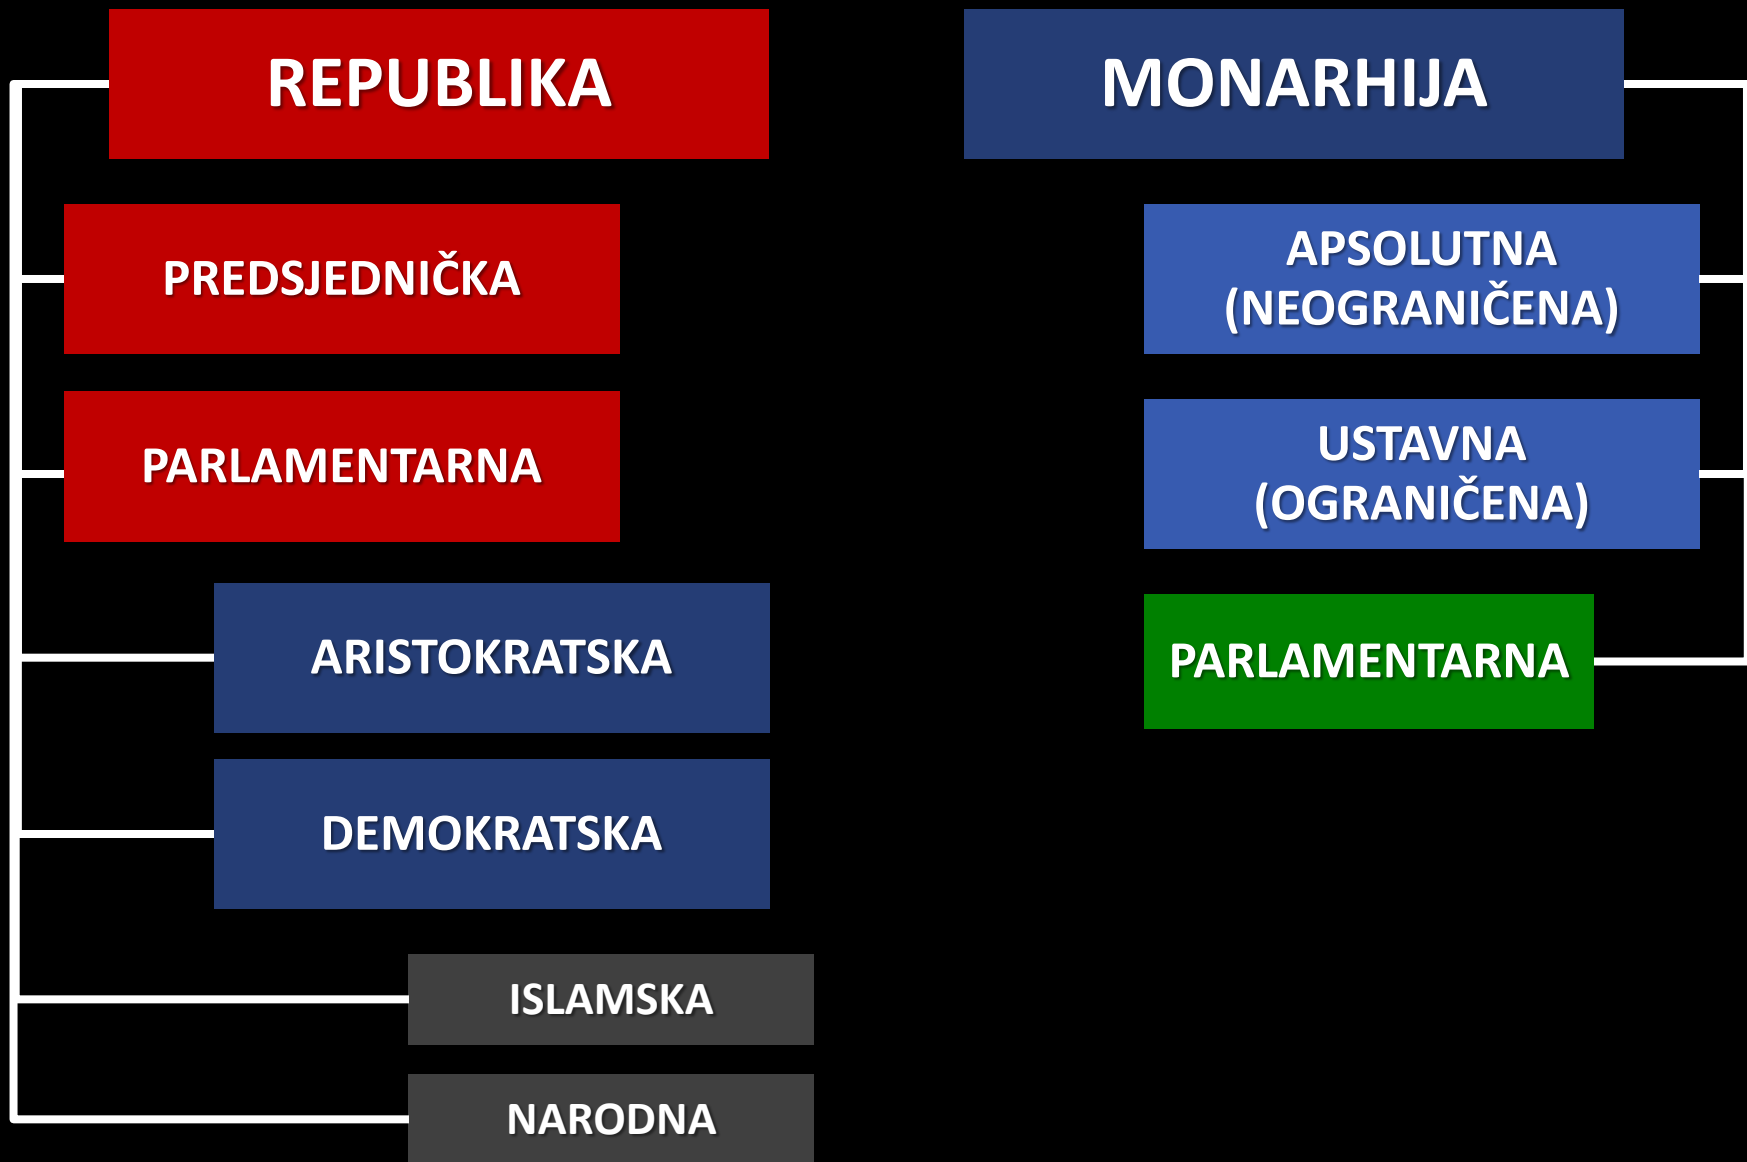 REPUBLIKA
PREDSJEDNIČKA
PARLAMENTARNA
ARISTOKRATSKA
DEMOKRATSKA
ISLAMSKA
NARODNA
MONARHIJA
APSOLUTNA
(NEOGRANIČENA)
USTAVNA
(OGRANIČENA)
PARLAMENTARNA